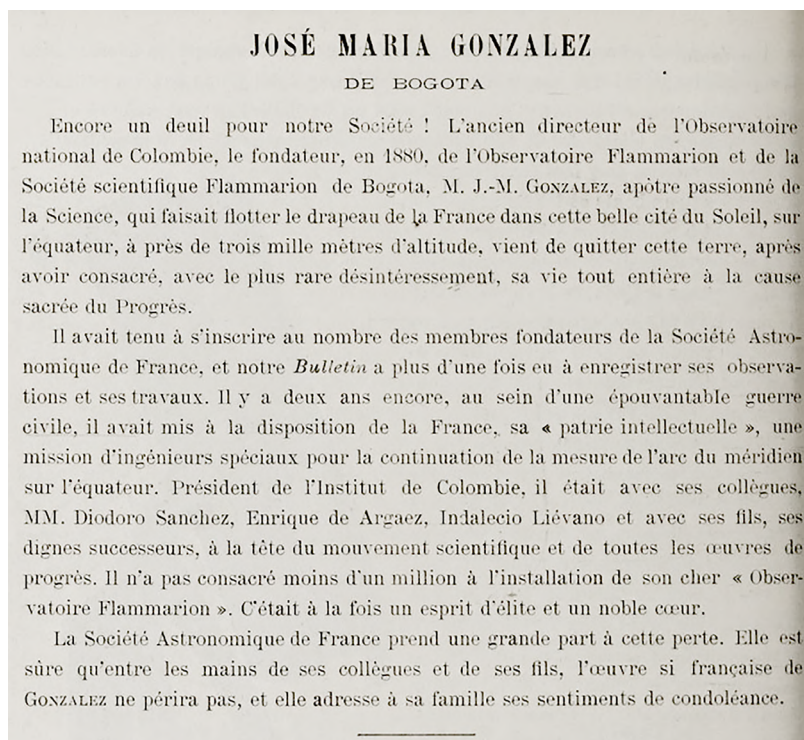 JOSÉ MARIA GONZALEZ
DE BOGOTA
Encore un deuil pour notre Société ! L'ancien directeur de l'Observatoire
national de Colombie, le fondateur, en 1880, de l'Observatoire Flammarion et de la
Société scientifique Flammarion de Bogota, M. J.-M. GONZALEZ, apôtre passionné de
la Science, qui faisait flotter le drapeau de la France dans cette belle cité du Soleil, sur
l'équateur, à près de trois mille mètres d'altitude, vient de quitter cette terre, après
avoir consacré, avec le plus rare désintéressement, sa vie tout entière à la cause
sacrée du Progrès.
Il avait tenu à s'inscrire au nombre des membres fondateurs de la Société Astro-
nomique de France, et notre Bulletin a plus d'une fois eu à enregistrer ses observa-
tions et ses travaux. Il y a deux ans encore, au sein d'une épouvantable guerre
civile, il avait mis à la disposition de la France, sa « patrie intellectuelle », une
mission d'ingénieurs spéciaux pour la continuation de la mesure de l'arc du méridien
sur l'équateur. Président de l'Institut de Colombie, il était avec ses collègues,
MM. Diodoro Sanchez, Enrique de Argaez, Indalecio Liévano et avec ses fils, ses
dignes successeurs, à la tête du mouvement scientifique et de toutes les œuvres de
progrès. Il n'a pas consacré moins d'un million à l'installation de son cher « Obser-
vatoire Flammarion ». C'était à la fois un esprit d'élite et un noble cœur.
La Société Astronomique de France prend une grande part à cette perte. Elle est
sûre qu'entre les mains de ses collègues et de ses fils, l'œuvre si française de
GONZALEZ ne périra pas, et elle adresse à sa famille ses sentiments de condoléance.